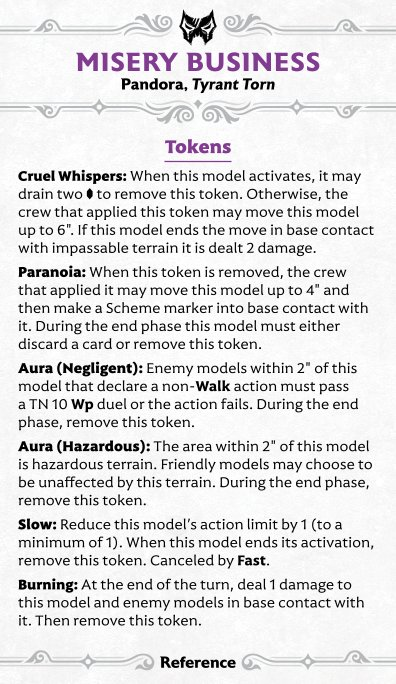 MISERY BUSINESS
Pandora, Tyrant Torn
Tokens
Cruel Whispers: When this model activates, it may
drain two to remove this token. Otherwise, the
crew that applied this token may move this model
up to 6". If this model ends the move in base contact
with impassable terrain it is dealt 2 damage.
Paranoia: When this token is removed, the crew
that applied it may move this model up to 4" and
then make a Scheme marker into base contact with
it. During the end phase this model must either
discard a card or remove this token.
Aura (Negligent): Enemy models within 2" of this
model that declare a non-Walk action must pass
a TN 10 Wp duel or the action fails. During the end
phase, remove this token.
Aura (Hazardous): The area within 2" of this model
is hazardous terrain. Friendly models may choose to
be unaffected by this terrain. During the end phase,
remove this token.
Slow: Reduce this model's action limit by 1 (to a
minimum of 1). When this model ends its activation,
remove this token. Canceled by Fast.
Burning: At the end of the turn, deal 1 damage to
this model and enemy models in base contact with
it. Then remove this token.
Reference